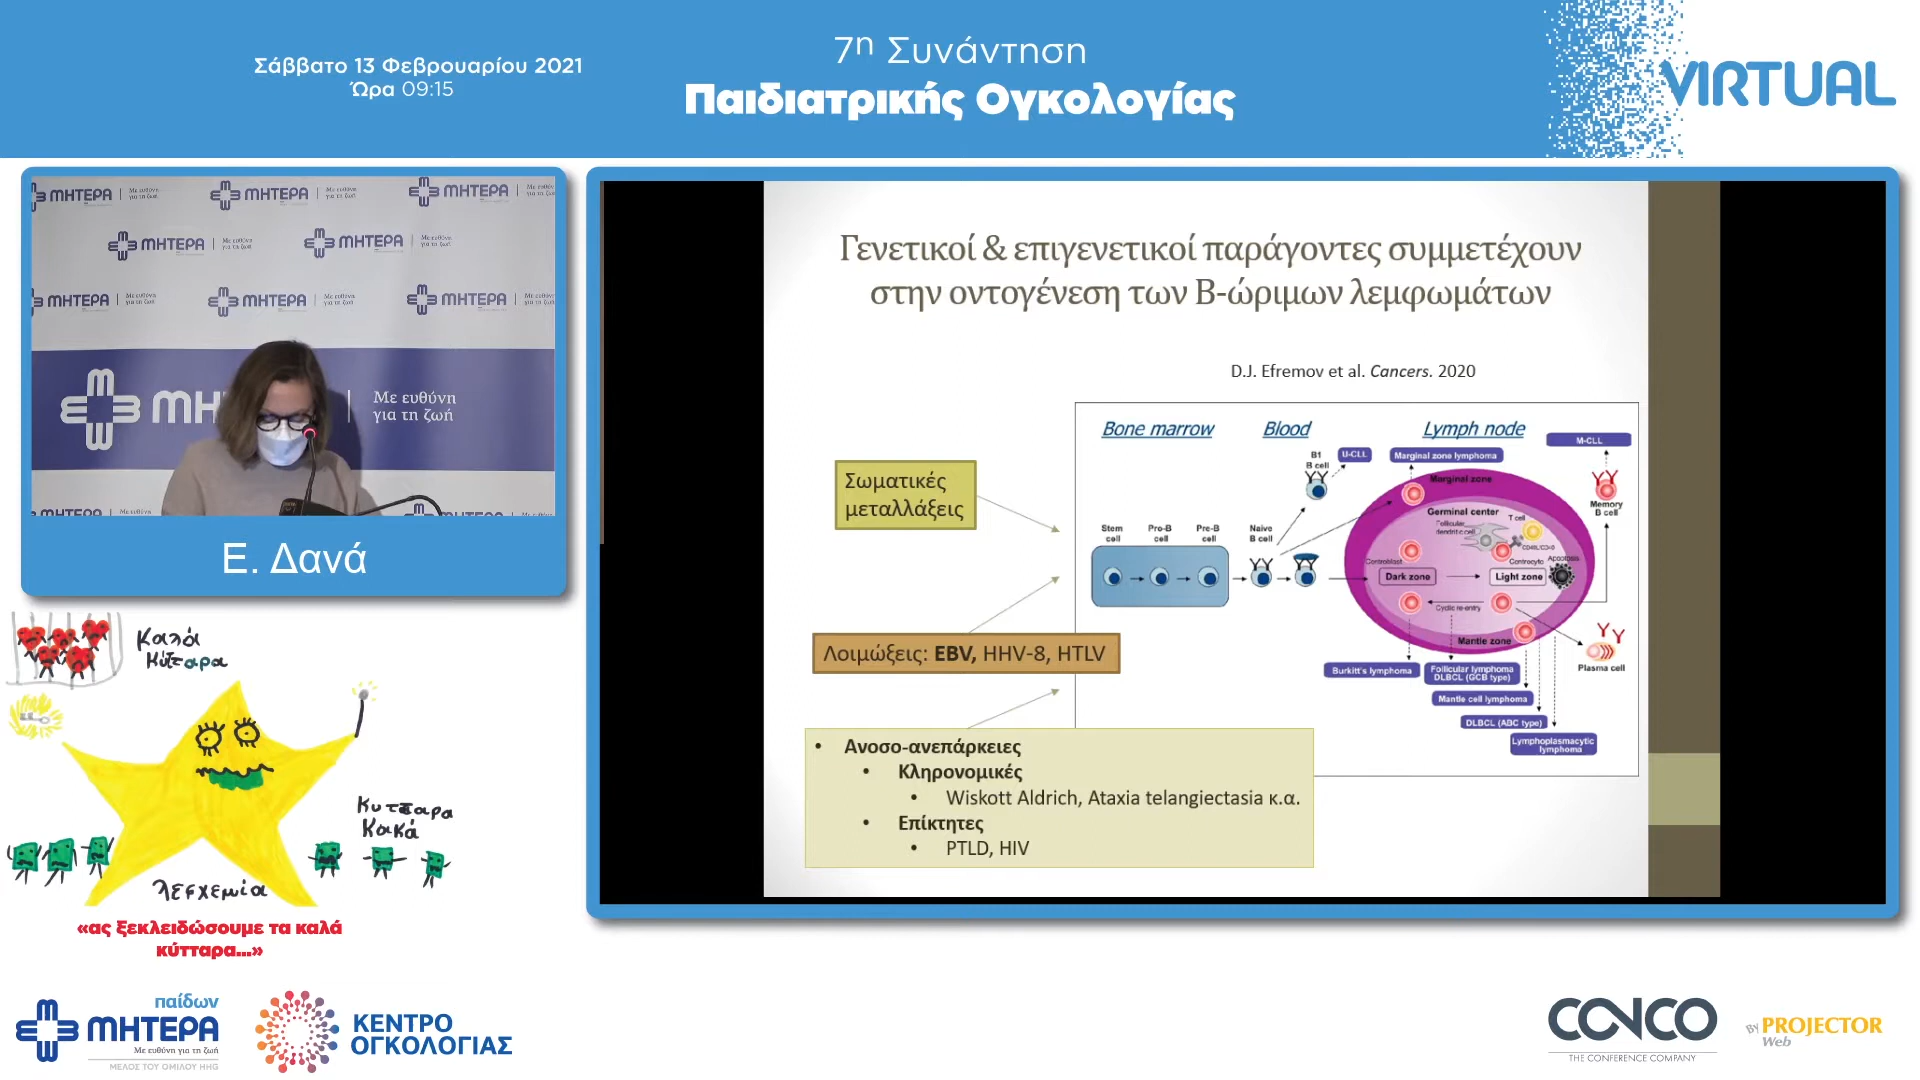 Σάββατο 13 Φεβρουαρίου 2021
Ώρα 09:15
7η Συνάντηση
Παιδιατρικής Ογκολογίας
VIRTUAL
ΜΗΤΕΡΑ
Με ευθύνη
για τη ζωή
Ε. Δανά
Γενετικοί & επιγενετικοί παράγοντες συμμετέχουν
στην οντογένεση των Β-ώριμων λεμφωμάτων
D.J. Efremov et al. Cancers. 2020
Bone marrow
Blood
Lymph node
M-CLL
B1
B cell
U-CLL
Marginal zone lymphoma
Marginal zone
Memory
B cell
Germinal center
Follicular
dendritic cell
T cell
Stem
cell
Pro-B
cell
Pre-B
cell
Naive
B cell
Centroblast
Centrocyte
Apoptosis
Dark zone
Light zone
Cyclic re-entry
Mantle zone
Plasma cell
Burkitt's lymphoma
Follicular lymphoma
DLBCL (GCB type)
Mantle cell lymphoma
DLBCL (ABC type)
Lymphoplasmacytic
lymphoma
Σωματικές
μεταλλάξεις
Λοιμώξεις: EBV, HHV-8, HTLV
• Ανοσο-ανεπάρκειες
• Κληρονομικές
• Wiskott Aldrich, Ataxia telangiectasia κ.α.
• Επίκτητες
• PTLD, HIV
Καλά
Κύτταρα
Κυτταρα
Κακά
λεφχεμία
«ας ξεκλειδώσουμε τα καλά
κύτταρα...»
παίδων
ΜΗΤΕΡΑ
Με ευθύνη για τη ζωή
ΜΕΛΟΣ ΤΟΥ ΟΜΙΛΟΥ HHG
ΚΕΝΤΡΟ
ΟΓΚΟΛΟΓΙΑΣ
CONCO
THE CONFERENCE COMPANY
BY PROJECTOR
Web